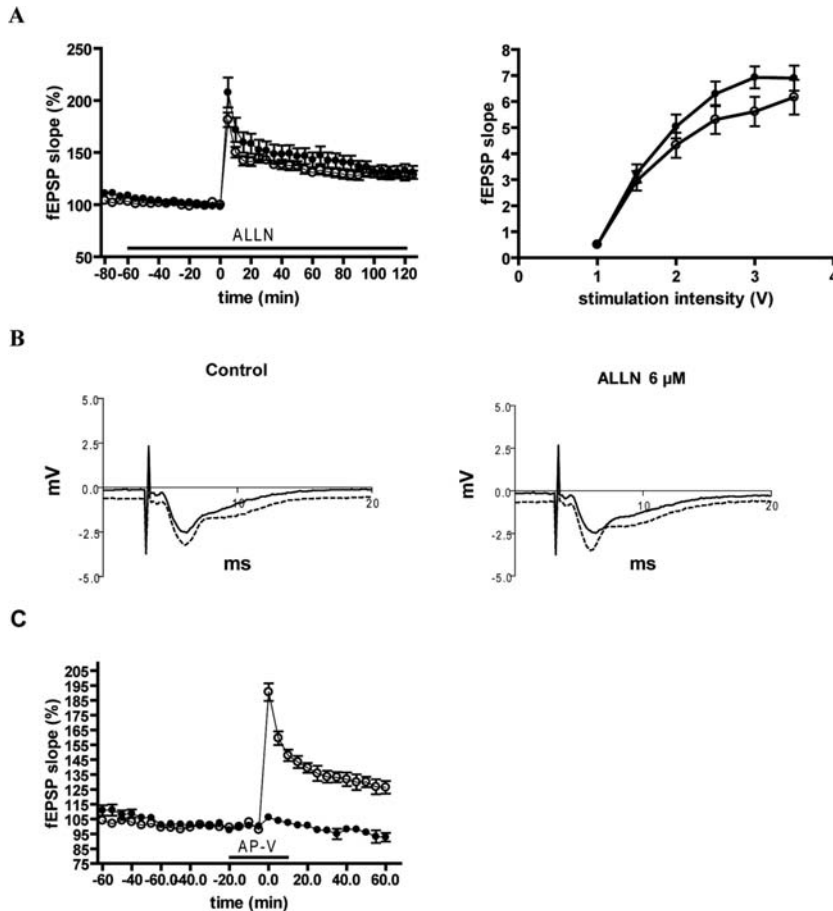 A
fEPSP slope (%)
250
200
150
100
50
ALLN
-80 -60 -40 -20 0 20 40 60 80 100 120
time (min)
fEPSP slope
8
7
6
5
4
3
2
1
0
0 1 2 3 4
stimulation intensity (V)
B
Control
mV
5.0
2.5
0.0
-2.5
-5.0
10 20
ms
ALLN 6 µM
mV
5.0
2.5
0.0
-2.5
-5.0
10 20
ms
C
fEPSP slope (%)
205
195
185
175
165
155
145
135
125
115
105
95
85
75
AP-V
-60 -40 -60.0 -40.0 -20.0 0.0 20.0 40.0 60.0
time (min)